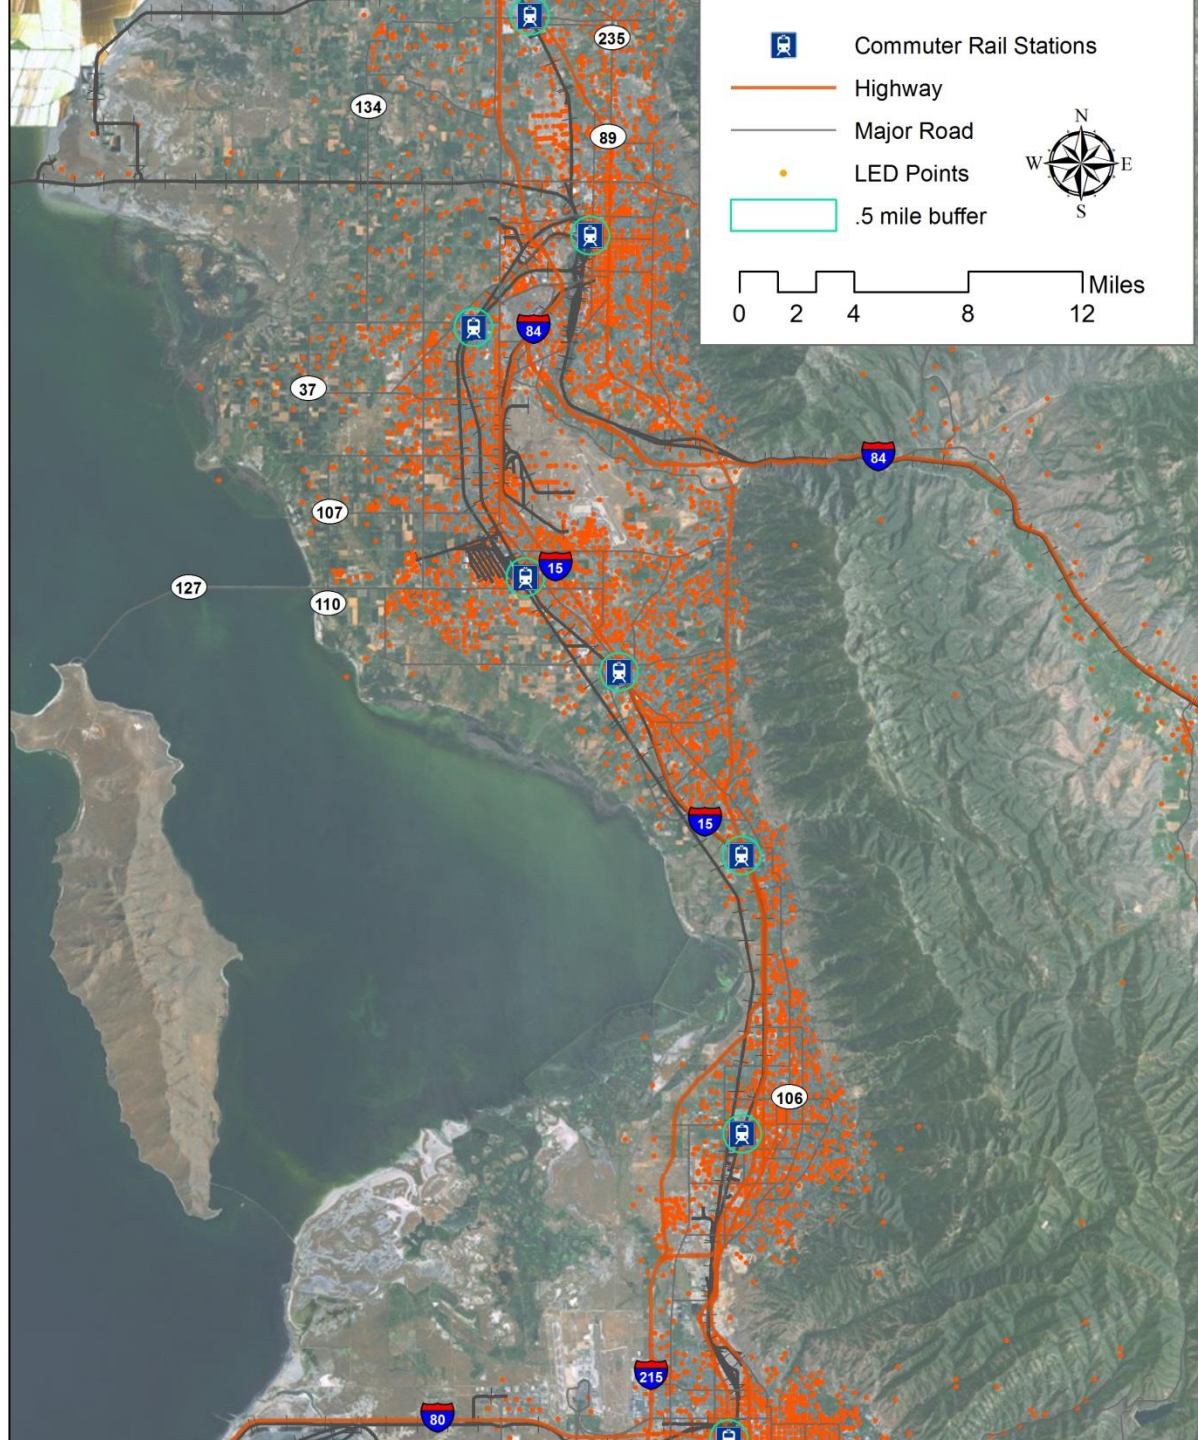 Commuter Rail Stations
Highway
Major Road
LED Points
.5 mile buffer
N
W E
S
Miles
0 2 4 8 12
235
134
89
84
37
84
107
15
127
110
15
106
215
80